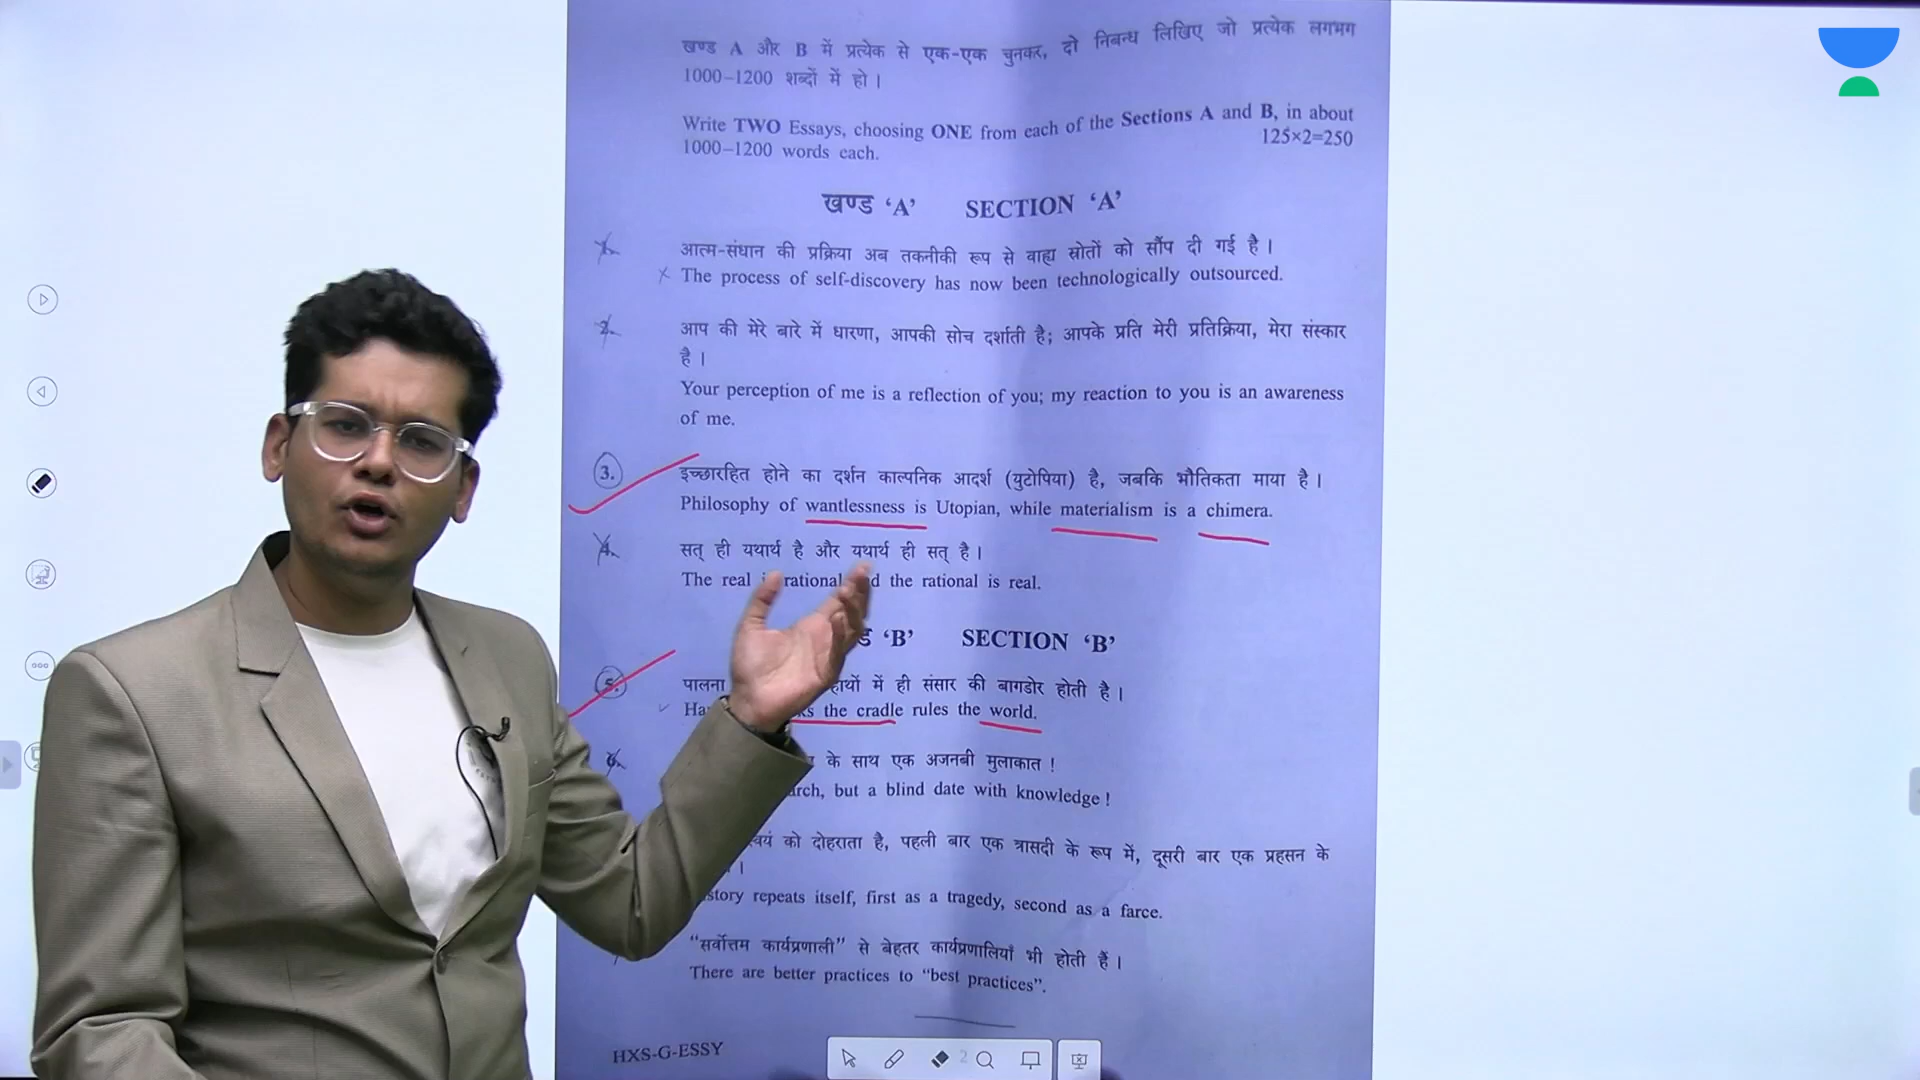 खण्ड A और B में प्रत्येक से एक-एक चुनकर, दो निबन्ध लिखिए जो प्रत्येक लगभग
1000–1200 शब्दों में हो ।
Write TWO Essays, choosing ONE from each of the Sections A and B, in about
1000–1200 words each.
125×2=250
खण्ड ‘A’ SECTION ‘A’
1. आत्म-संधान की प्रक्रिया अब तकनीकी रूप से वाह्य स्रोतों को सौंप दी गई है ।
The process of self-discovery has now been technologically outsourced.
2. आप की मेरे बारे में धारणा, आपकी सोच दर्शाती है; आपके प्रति मेरी प्रतिक्रिया, मेरा संस्कार
है ।
Your perception of me is a reflection of you; my reaction to you is an awareness
of me.
3. इच्छारहित होने का दर्शन काल्पनिक आदर्श (युटोपिया) है, जबकि भौतिकता माया है ।
Philosophy of wantlessness is Utopian, while materialism is a chimera.
4. सत् ही यथार्थ है और यथार्थ ही सत् है ।
The real rational the rational is real.
‘B’ SECTION ‘B’
5. पालना हाथों में ही संसार की बागडोर होती है ।
the cradle rules the world.
6. के साथ एक अजनबी मुलाकात !
but a blind date with knowledge !
को दोहराता है, पहली बार एक त्रासदी के रूप में, दूसरी बार एक प्रहसन के
repeats itself, first as a tragedy, second as a farce.
“सर्वोत्तम कार्यप्रणाली” से बेहतर कार्यप्रणालियाँ भी होती हैं ।
There are better practices to “best practices”.
HXS-G-ESSY
2